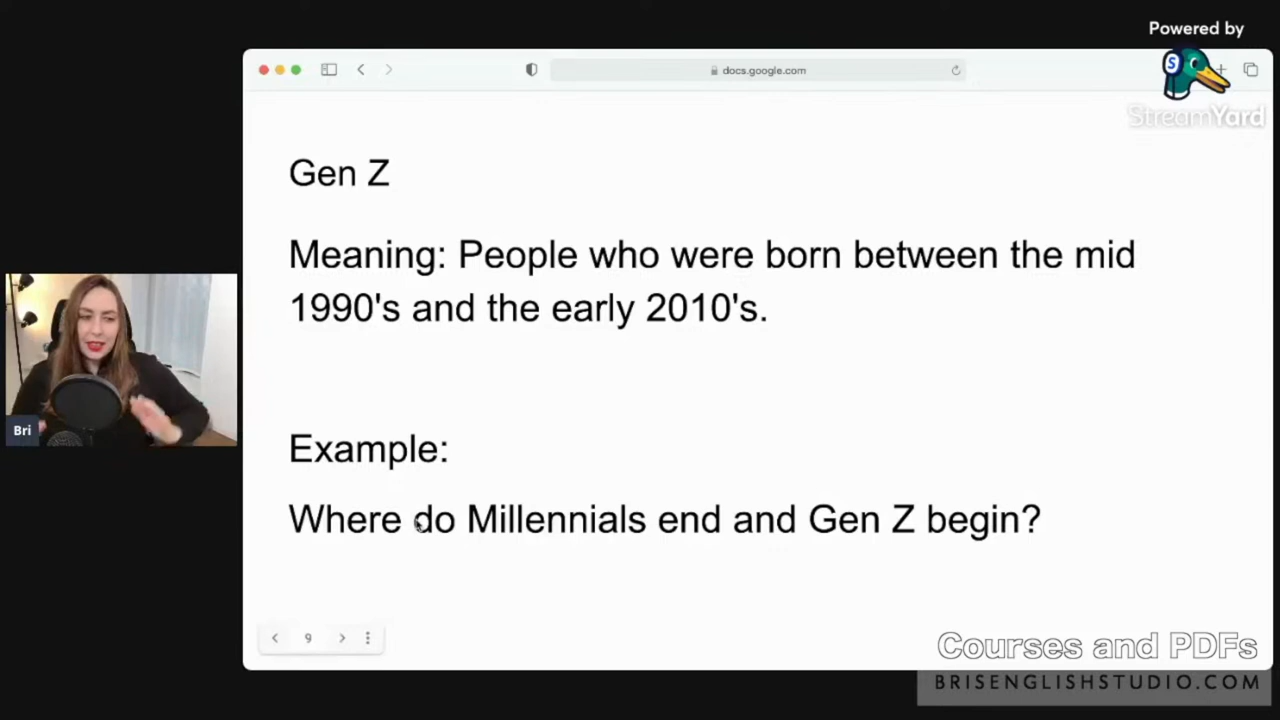 Powered by
docs.google.com
S
StreamYard
Gen Z
Meaning: People who were born between the mid
1990's and the early 2010's.
Bri
Example:
Where do Millennials end and Gen Z begin?
9
Courses and PDFs
BRISENGLISHSTUDIO.COM